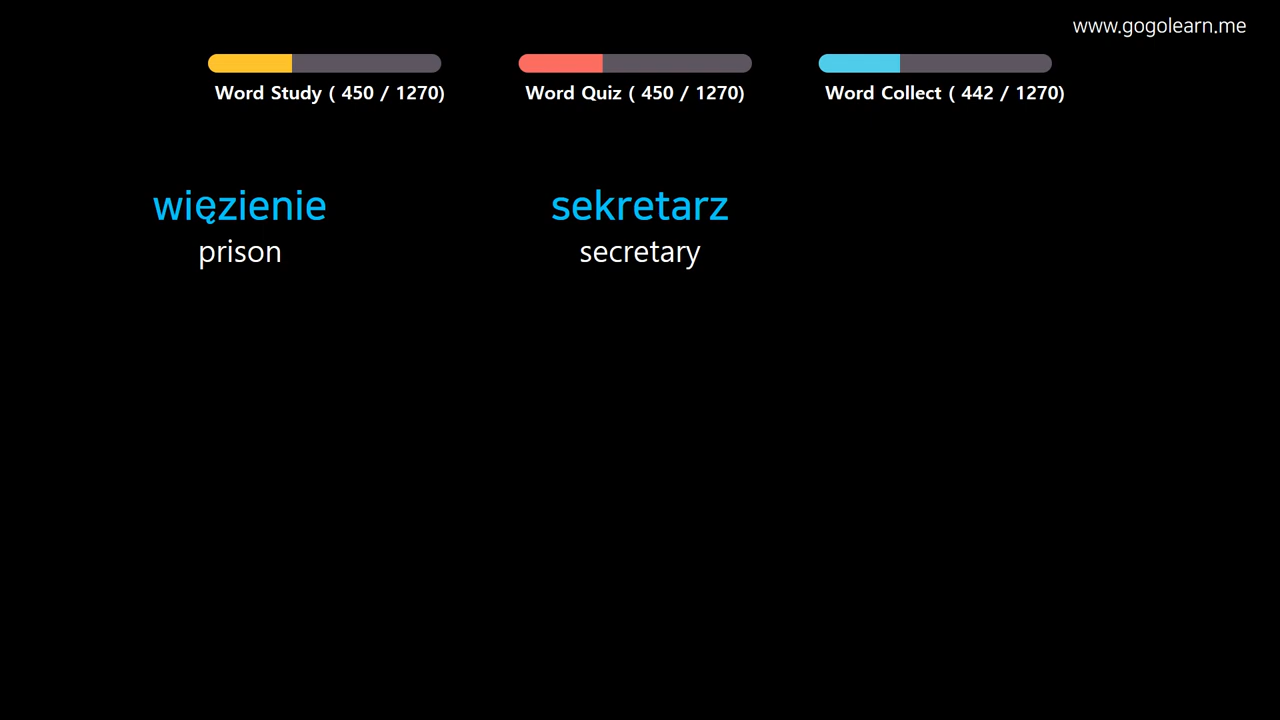 www.gogolearn.me
Word Study ( 450 / 1270)
Word Quiz ( 450 / 1270)
Word Collect ( 442 / 1270)
więzienie
prison
sekretarz
secretary